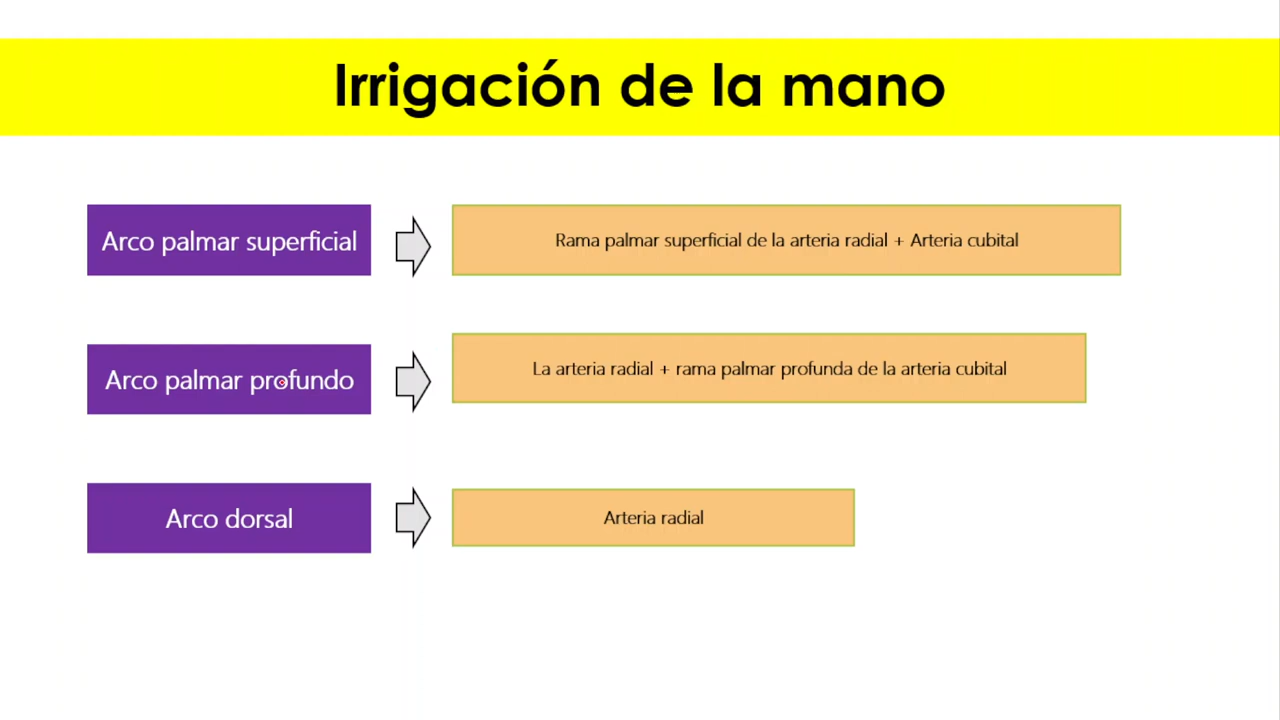 Irrigación de la mano
Arco palmar superficial
Rama palmar superficial de la arteria radial + Arteria cubital
Arco palmar profundo
La arteria radial + rama palmar profunda de la arteria cubital
Arco dorsal
Arteria radial